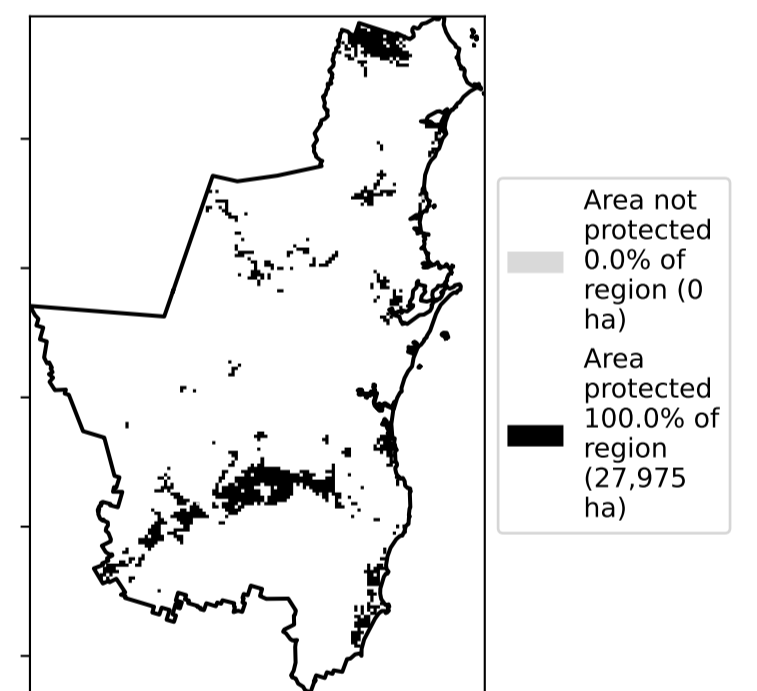 Area not
protected
0.0% of
region (0
ha)
Area
protected
100.0% of
region
(27,975
ha)